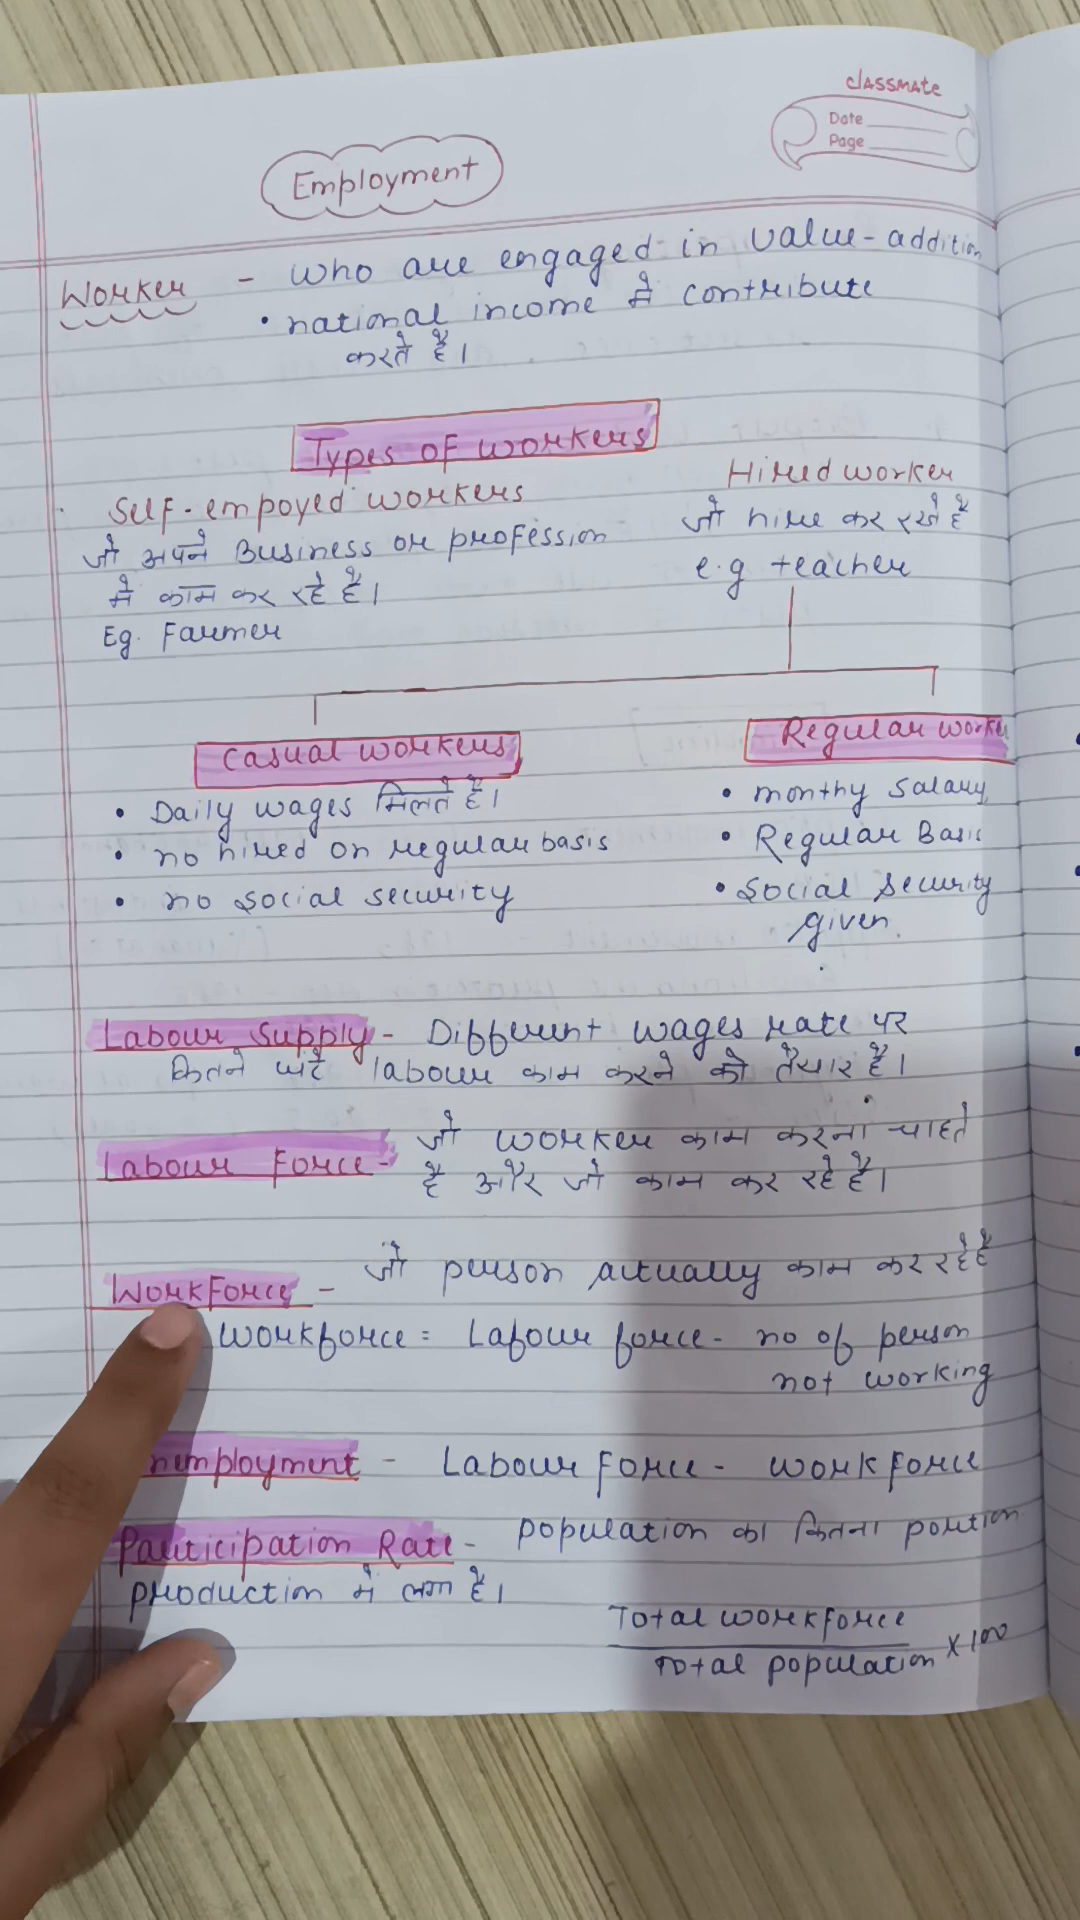 classmate
Date
Page
Employment
Worker - who are engaged in value-addition
• national income में contribute
करते है।
Types of workers
Self-empoyed workers
जो अपने Business or profession
में काम कर रहे है।
Eg. Farmer
Hired worker
जो hire कर रखे है
e.g teacher
Casual workers
• Daily wages मिलते है।
• no hired on regular basis
• no social security
Regular worke
• monthy salary
• Regular Basis
• Social Security
given.
Labour Supply - Different wages rate पर
कितने घंटे labour काम करने को तैयार है।
Labour Force - जो worker काम करना चाहते
है और जो काम कर रहे है।
Workforce - जो person actually काम कर रहे है
workforce = Labour force - no of person
not working
nemployment - Labour force - workforce
Participation Rate - population का कितना portion
production में लगा है।
Total workforce
Total population × 100